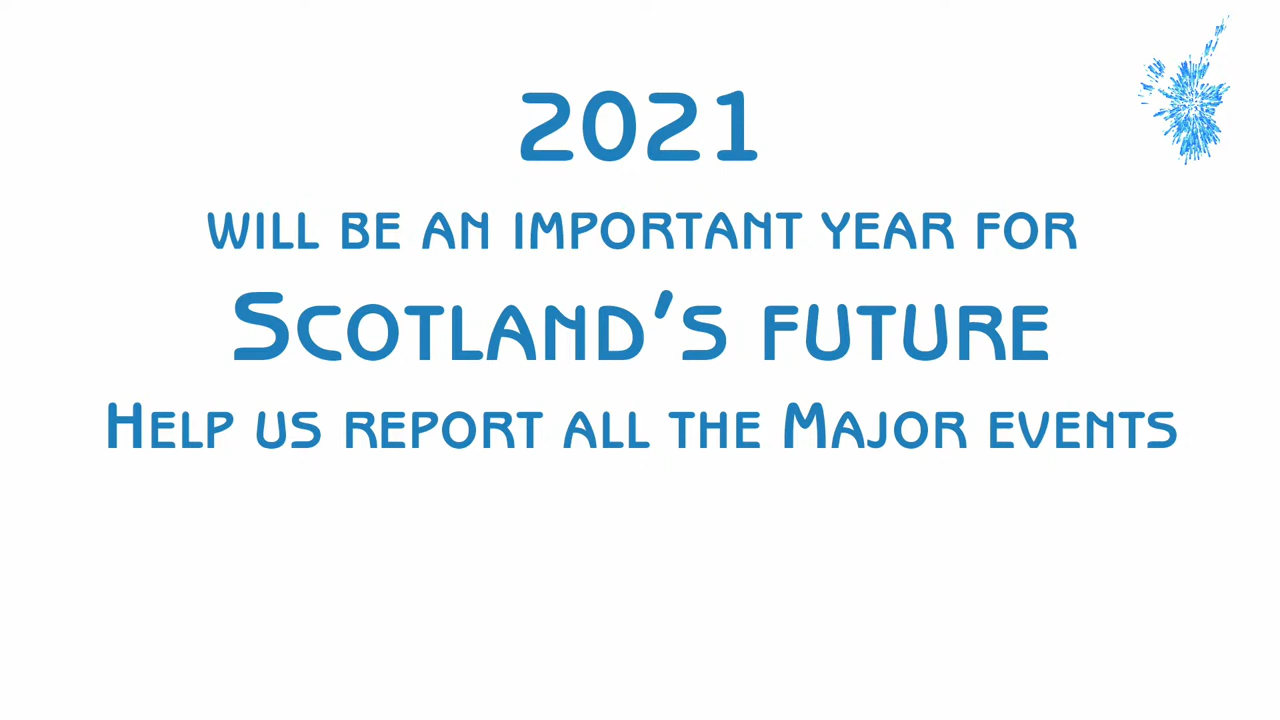 2021
will be an important year for
Scotland's future
Help us report all the Major events